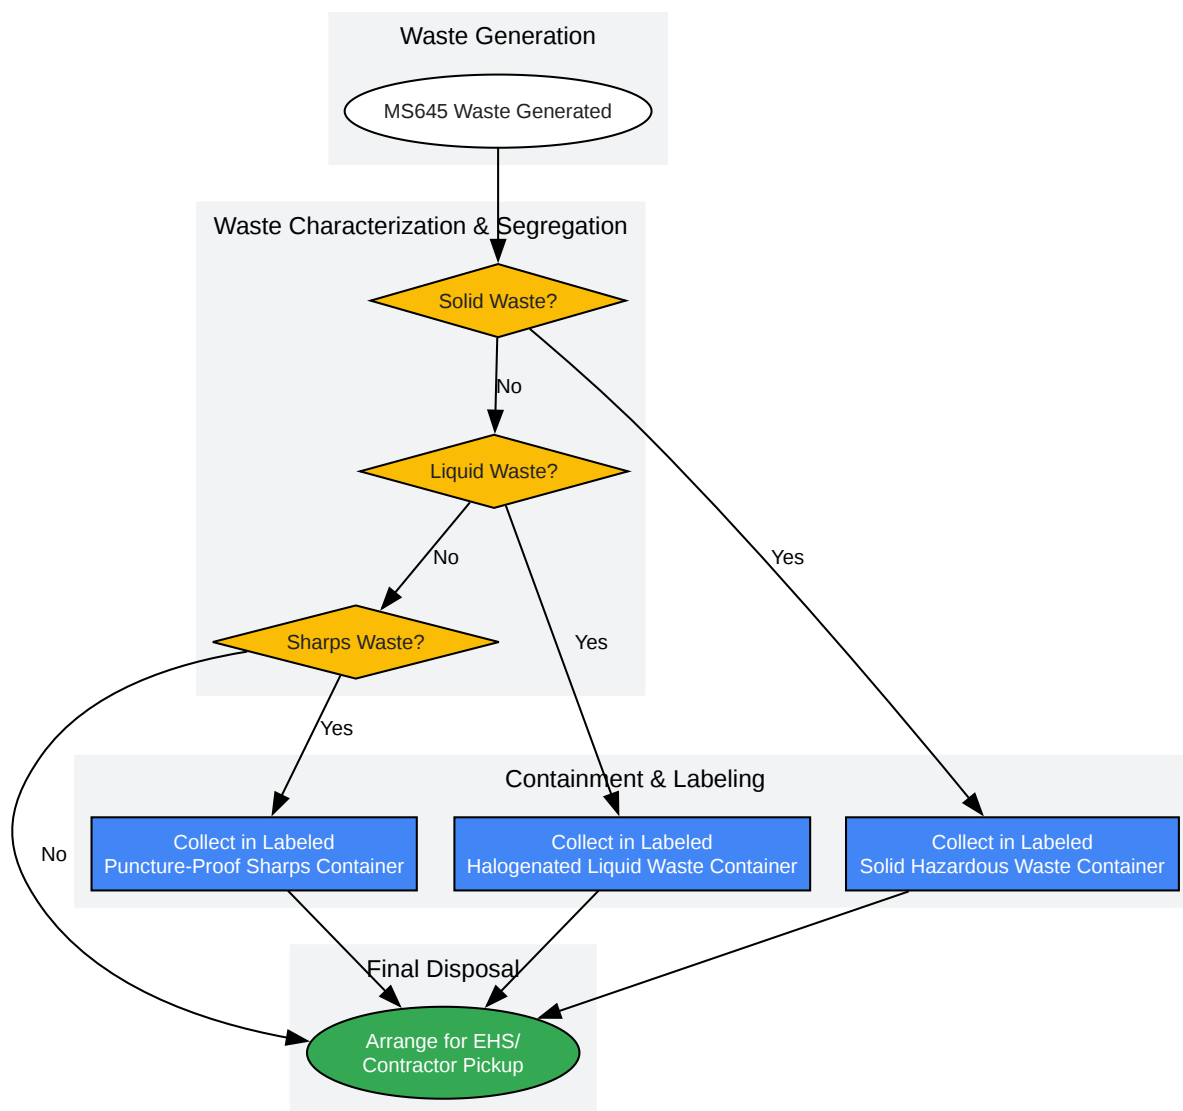 Waste Generation
MS645 Waste Generated
Waste Characterization & Segregation
Solid Waste?
No
Liquid Waste?
No
Yes
Sharps Waste?
Yes
Yes
Containment & Labeling
Collect in Labeled
Puncture-Proof Sharps Container
Collect in Labeled
Halogenated Liquid Waste Container
Collect in Labeled
Solid Hazardous Waste Container
No
Final Disposal
Arrange for EHS/
Contractor Pickup